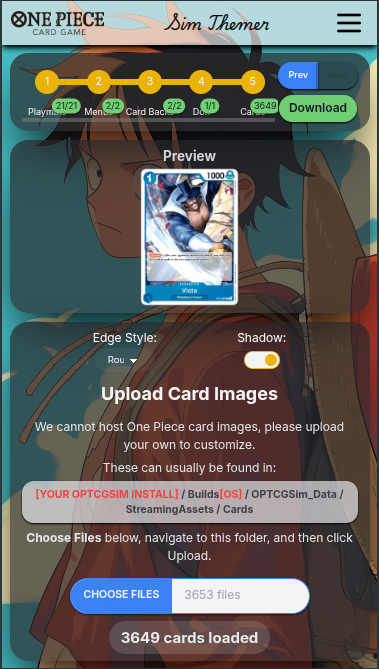 ONE PIECE
CARD GAME
Sim Themer
1 2 3 4 5
21/21 2/2 2/2 1/1 3649
Prev Next
Download
Preview
1 1000
Vista
Edge Style: Shadow:
Rou
Upload Card Images
We cannot host One Piece card images, please upload
your own to customize.
These can usually be found in:
[YOUR OPTCGSIM INSTALL] / Builds[OS] / OPTCGSim_Data /
StreamingAssets / Cards
Choose Files below, navigate to this folder, and then click
Upload.
CHOOSE FILES 3653 files
3649 cards loaded